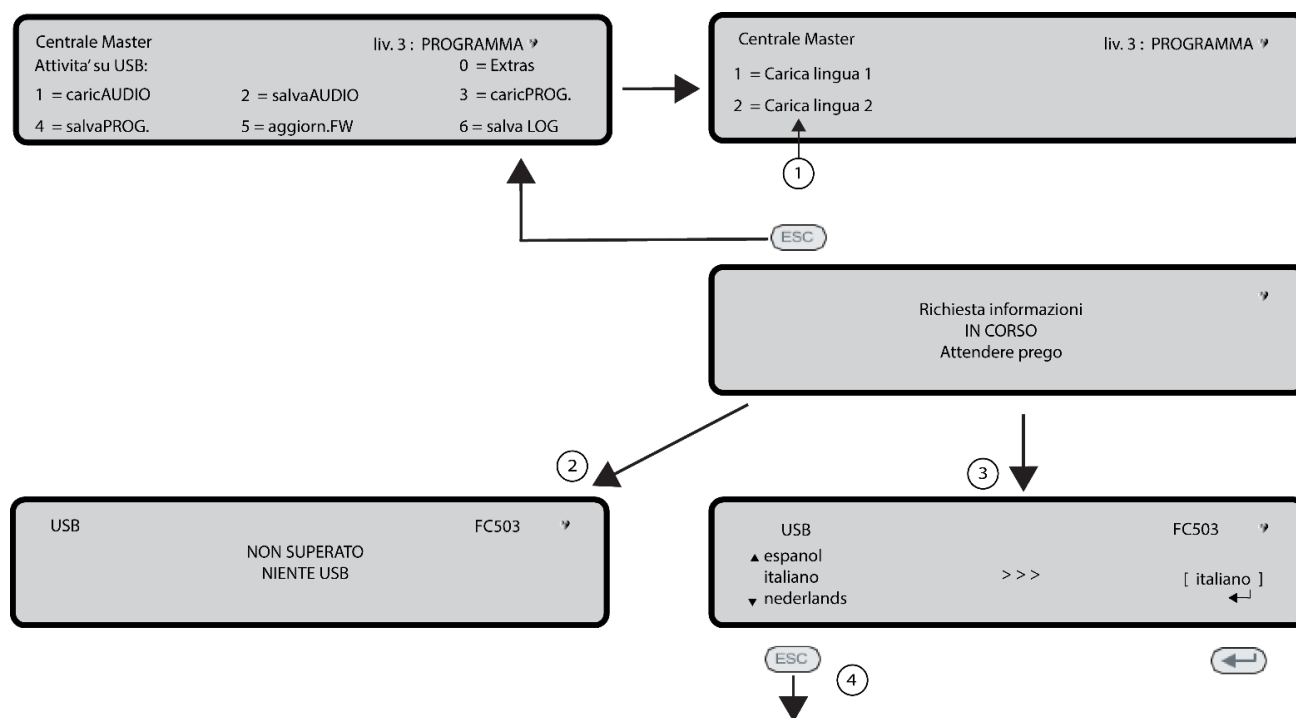 Centrale Master liv. 3 : PROGRAMMA
Attivita' su USB: 0 = Extras
1 = caricAUDIO 2 = salvaAUDIO 3 = caricPROG.
4 = salvaPROG. 5 = aggiorn.FW 6 = salva LOG
Centrale Master liv. 3 : PROGRAMMA
1 = Carica lingua 1
2 = Carica lingua 2
1
ESC
Richiesta informazioni
IN CORSO
Attendere prego
2
3
USB FC503
NON SUPERATO
NIENTE USB
USB FC503
espanol
italiano >>> [ italiano ]
nederlands
ESC
4